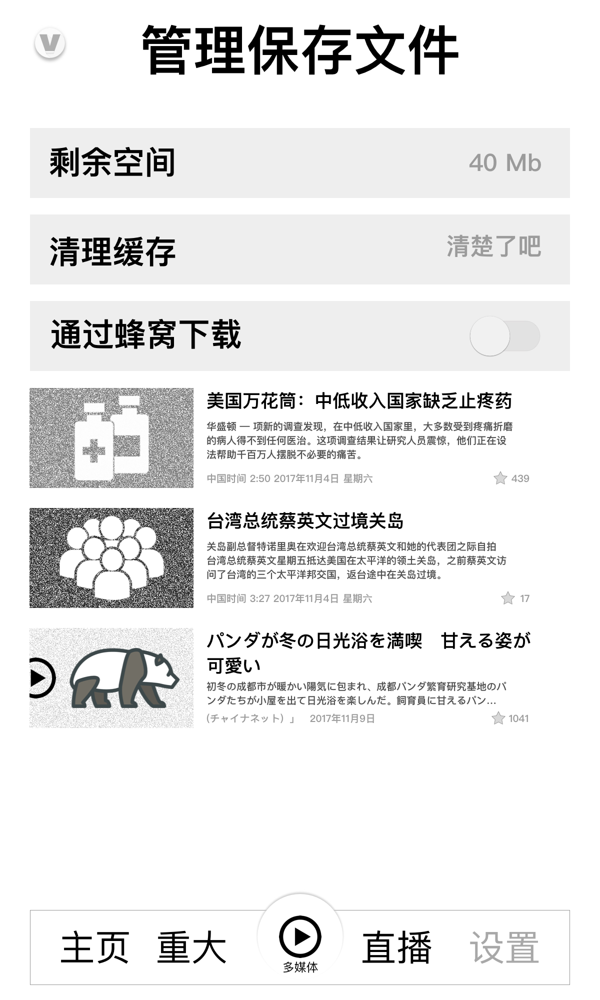 V
管理保存文件
剩余空间
40 Mb
清理缓存
清楚了吧
通过蜂窝下载
美国万花筒：中低收入国家缺乏止疼药
华盛顿 — 项新的调查发现，在中低收入国家里，大多数受到疼痛折磨
的病人得不到任何医治。这项调查结果让研究人员震惊，他们正在设
法帮助千百万人摆脱不必要的痛苦。
中国时间 2:50 2017年11月4日 星期六
439
台湾总统蔡英文过境关岛
关岛副总督特诺里奥在欢迎台湾总统蔡英文和她的代表团之际自拍
台湾总统蔡英文星期五抵达美国在太平洋的领土关岛，之前蔡英文访
问了台湾的三个太平洋邦交国，返台途中在关岛过境。
中国时间 3:27 2017年11月4日 星期六
17
パンダが冬の日光浴を満喫　甘える姿が
可愛い
初冬の成都市が暖かい陽気に包まれ、成都パンダ繁育研究基地のパ
ンダたちが小屋を出て日光浴を楽しんだ。飼育員に甘えるパン...
(チャイナネット）」　2017年11月9日
1041
主页
重大
多媒体
直播
设置